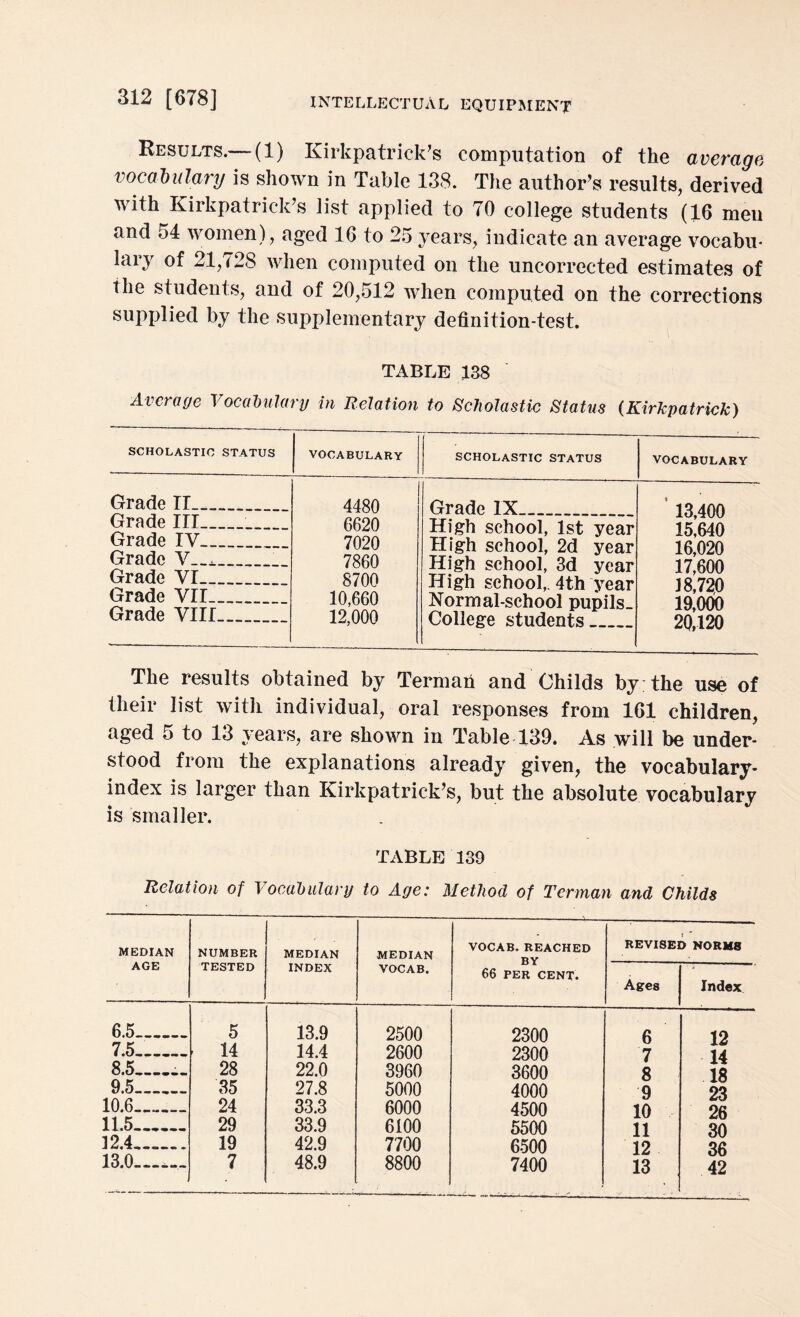 312 [678] INTELLECTUAL EQUIPMENT
RESULTS.—(1) Kirkpatrick's computation of the average
vocabulary is shown in Table 138. The author's results, derived
with Kirkpatrick's list applied to 70 college students (16 men
and 54 women), aged 16 to 25 years, indicate an average vocabu-
lary of 21,728 when computed on the uncorrected estimates of
the students, and of 20,512 when computed on the corrections
supplied by the supplementary definition-test.
TABLE 138
Average Vocabulary in Relation to Scholastic Status (Kirkpatrick)
SCHOLASTIC STATUS VOCABULARY SCHOLASTIC STATUS VOCABULARY
Grade II 4480 Grade IX 13,400
Grade III 6620 High school, 1st year 15,640
Grade IV 7020 High school, 2d year 16,020
Grade V 7860 High school, 3d year 17,600
Grade VI 8700 High school, 4th year 18,720
Grade VII 10,660 Normal-school pupils 19,000
Grade VIII 12,000 College students 20,120
The results obtained by Terman and Childs by the use of
their list with individual, oral responses from 161 children,
aged 5 to 13 years, are shown in Table 139. As will be under-
stood from the explanations already given, the vocabulary-
index is larger than Kirkpatrick's, but the absolute vocabulary
is smaller.
TABLE 139
Relation of Vocabulary to Age: Method of Terman and Childs
MEDIAN AGE NUMBER TESTED MEDIAN INDEX MEDIAN VOCAB. VOCAB. REACHED BY 66 PER CENT. REVISED NORMS
Ages Index
6.5 5 13.9 2500 2300 6 12
7.5 14 14.4 2600 2300 7 14
8.5 28 22.0 3960 3600 8 18
9.5 35 27.8 5000 4000 9 23
10.6 24 33.3 6000 4500 10 26
11.5 29 33.9 6100 5500 11 30
12.4 19 42.9 7700 6500 12 36
13.0 7 48.9 8800 7400 13 42